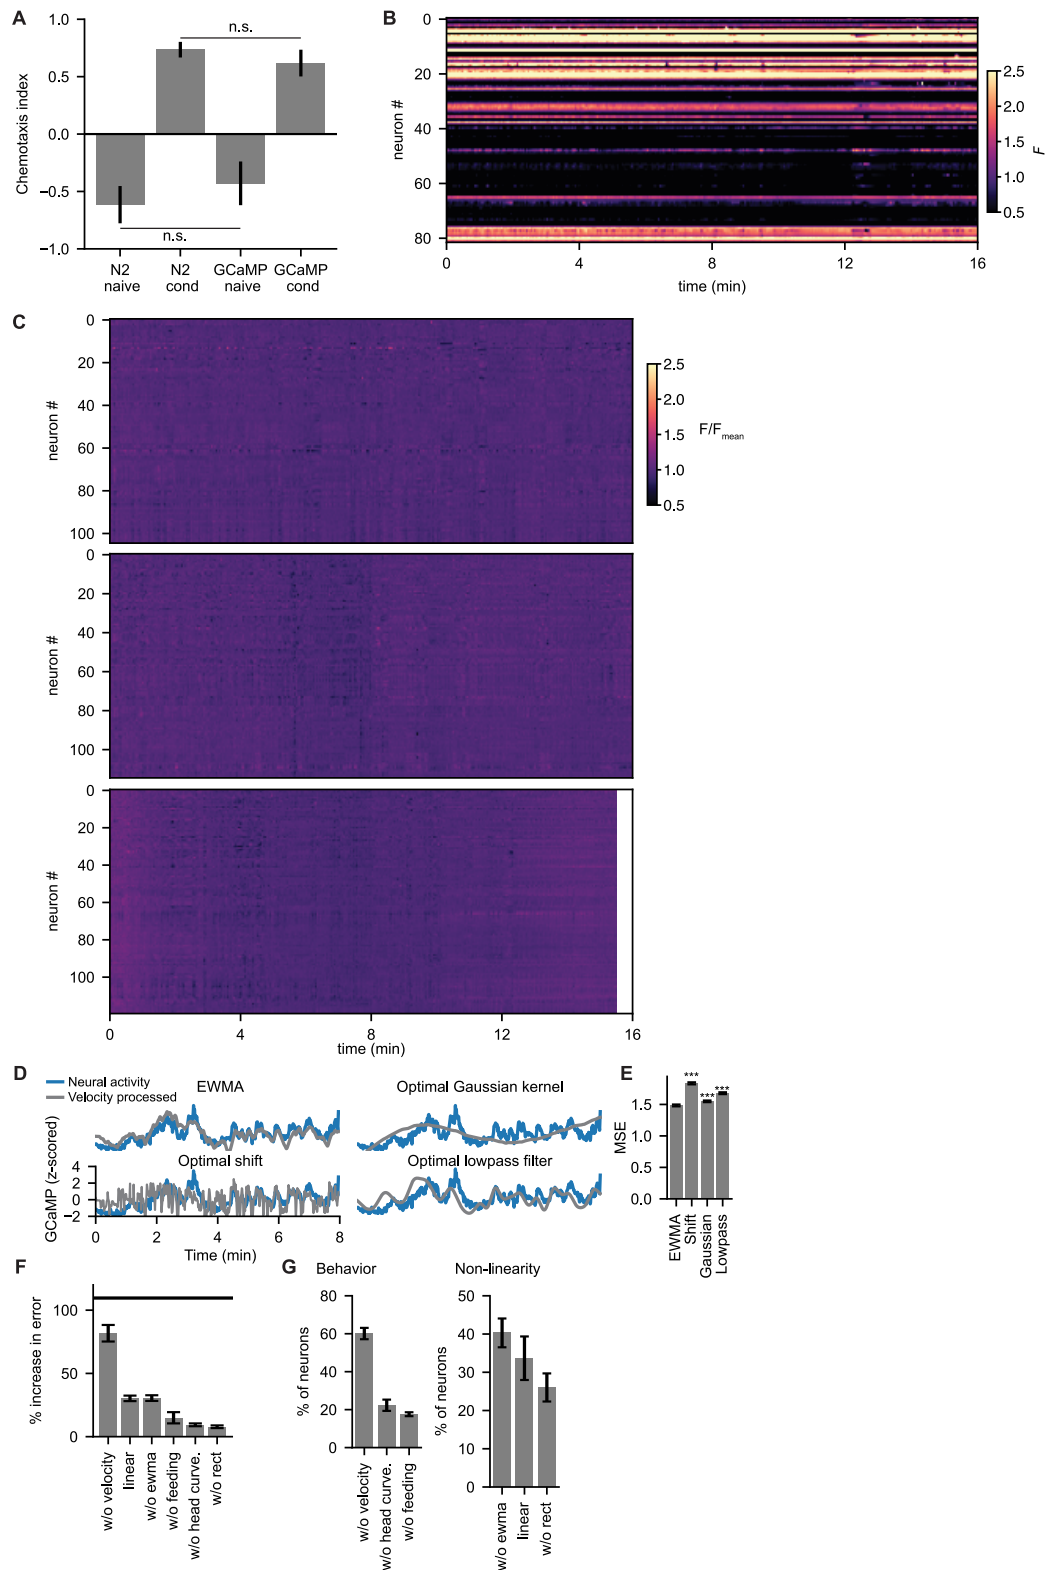 A
Chemotaxis index
1.0
0.5
0.0
−0.5
−1.0
n.s.
n.s.
N2 naive
N2 cond
GCaMP naive
GCaMP cond
B
neuron #
0
20
40
60
80
0 4 8 12 16
time (min)
2.5
2.0
1.5
1.0
0.5
F
C
neuron #
0
20
40
60
80
100
2.5
2.0
1.5
1.0
0.5
F/Fmean
neuron #
0
20
40
60
80
100
neuron #
0
20
40
60
80
100
0 4 8 12 16
time (min)
D
Neural activity
Velocity processed
EWMA
Optimal Gaussian kernel
Optimal shift
Optimal lowpass filter
GCaMP (z-scored)
4
2
0
−2
0 2 4 6 8
Time (min)
E
MSE
1.5
1.0
0.5
0.0
***
***
***
EWMA
Shift
Gaussian
Lowpass
F
% increase in error
100
50
0
w/o velocity
linear
w/o ewma
w/o feeding
w/o head curve.
w/o rect
G
Behavior
% of neurons
80
60
40
20
0
w/o velocity
w/o head curve.
w/o feeding
Non-linearity
% of neurons
50
40
30
20
10
0
w/o ewma
linear
w/o rect